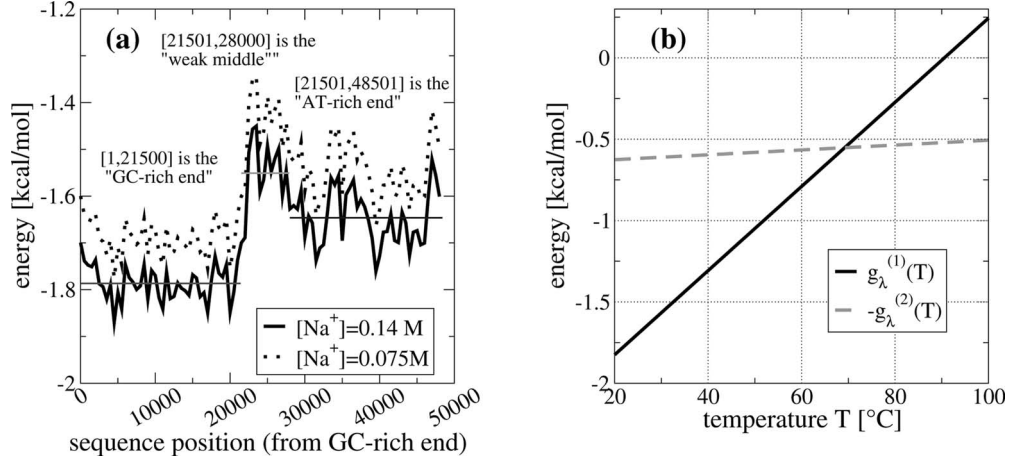 (a)
[21501,28000] is the
"weak middle""
[21501,48501] is the
"AT-rich end"
[1,21500] is the
"GC-rich end"
energy [kcal/mol]
-1.2
-1.4
-1.6
-1.8
-2
[Na⁺]=0.14 M
[Na⁺]=0.075M
0
10000
20000
30000
40000
50000
sequence position (from GC-rich end)
(b)
energy [kcal/mol]
0
-0.5
-1
-1.5
-2
g_λ^(1)(T)
-g_λ^(2)(T)
20
40
60
80
100
temperature T [°C]